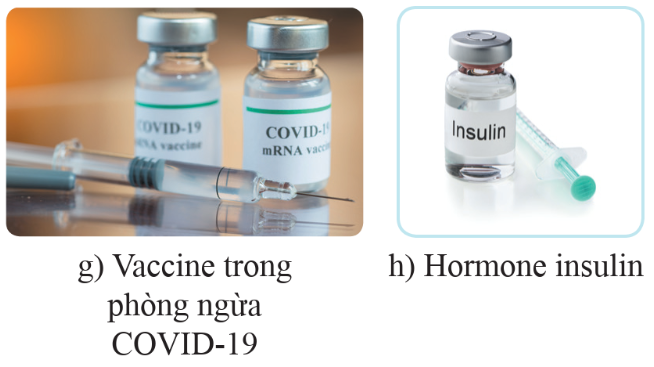 COVID-19
mRNA vaccine
COVID-19
mRNA vaccine
Insulin
g) Vaccine trong
phòng ngừa
COVID-19
h) Hormone insulin